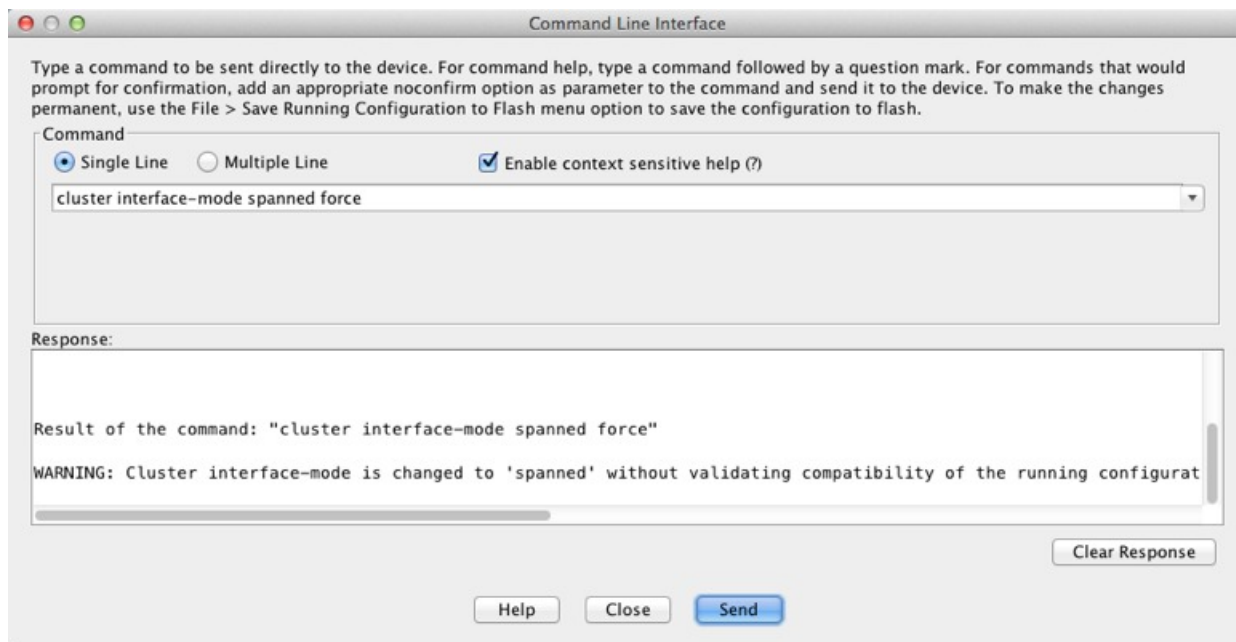 Command Line Interface
Type a command to be sent directly to the device. For command help, type a command followed by a question mark. For commands that would
prompt for confirmation, add an appropriate noconfirm option as parameter to the command and send it to the device. To make the changes
permanent, use the File > Save Running Configuration to Flash menu option to save the configuration to flash.
Command
Single Line Multiple Line Enable context sensitive help (?)
cluster interface-mode spanned force
Response:
Result of the command: "cluster interface-mode spanned force"
WARNING: Cluster interface-mode is changed to 'spanned' without validating compatibility of the running configurat
Clear Response
Help Close Send